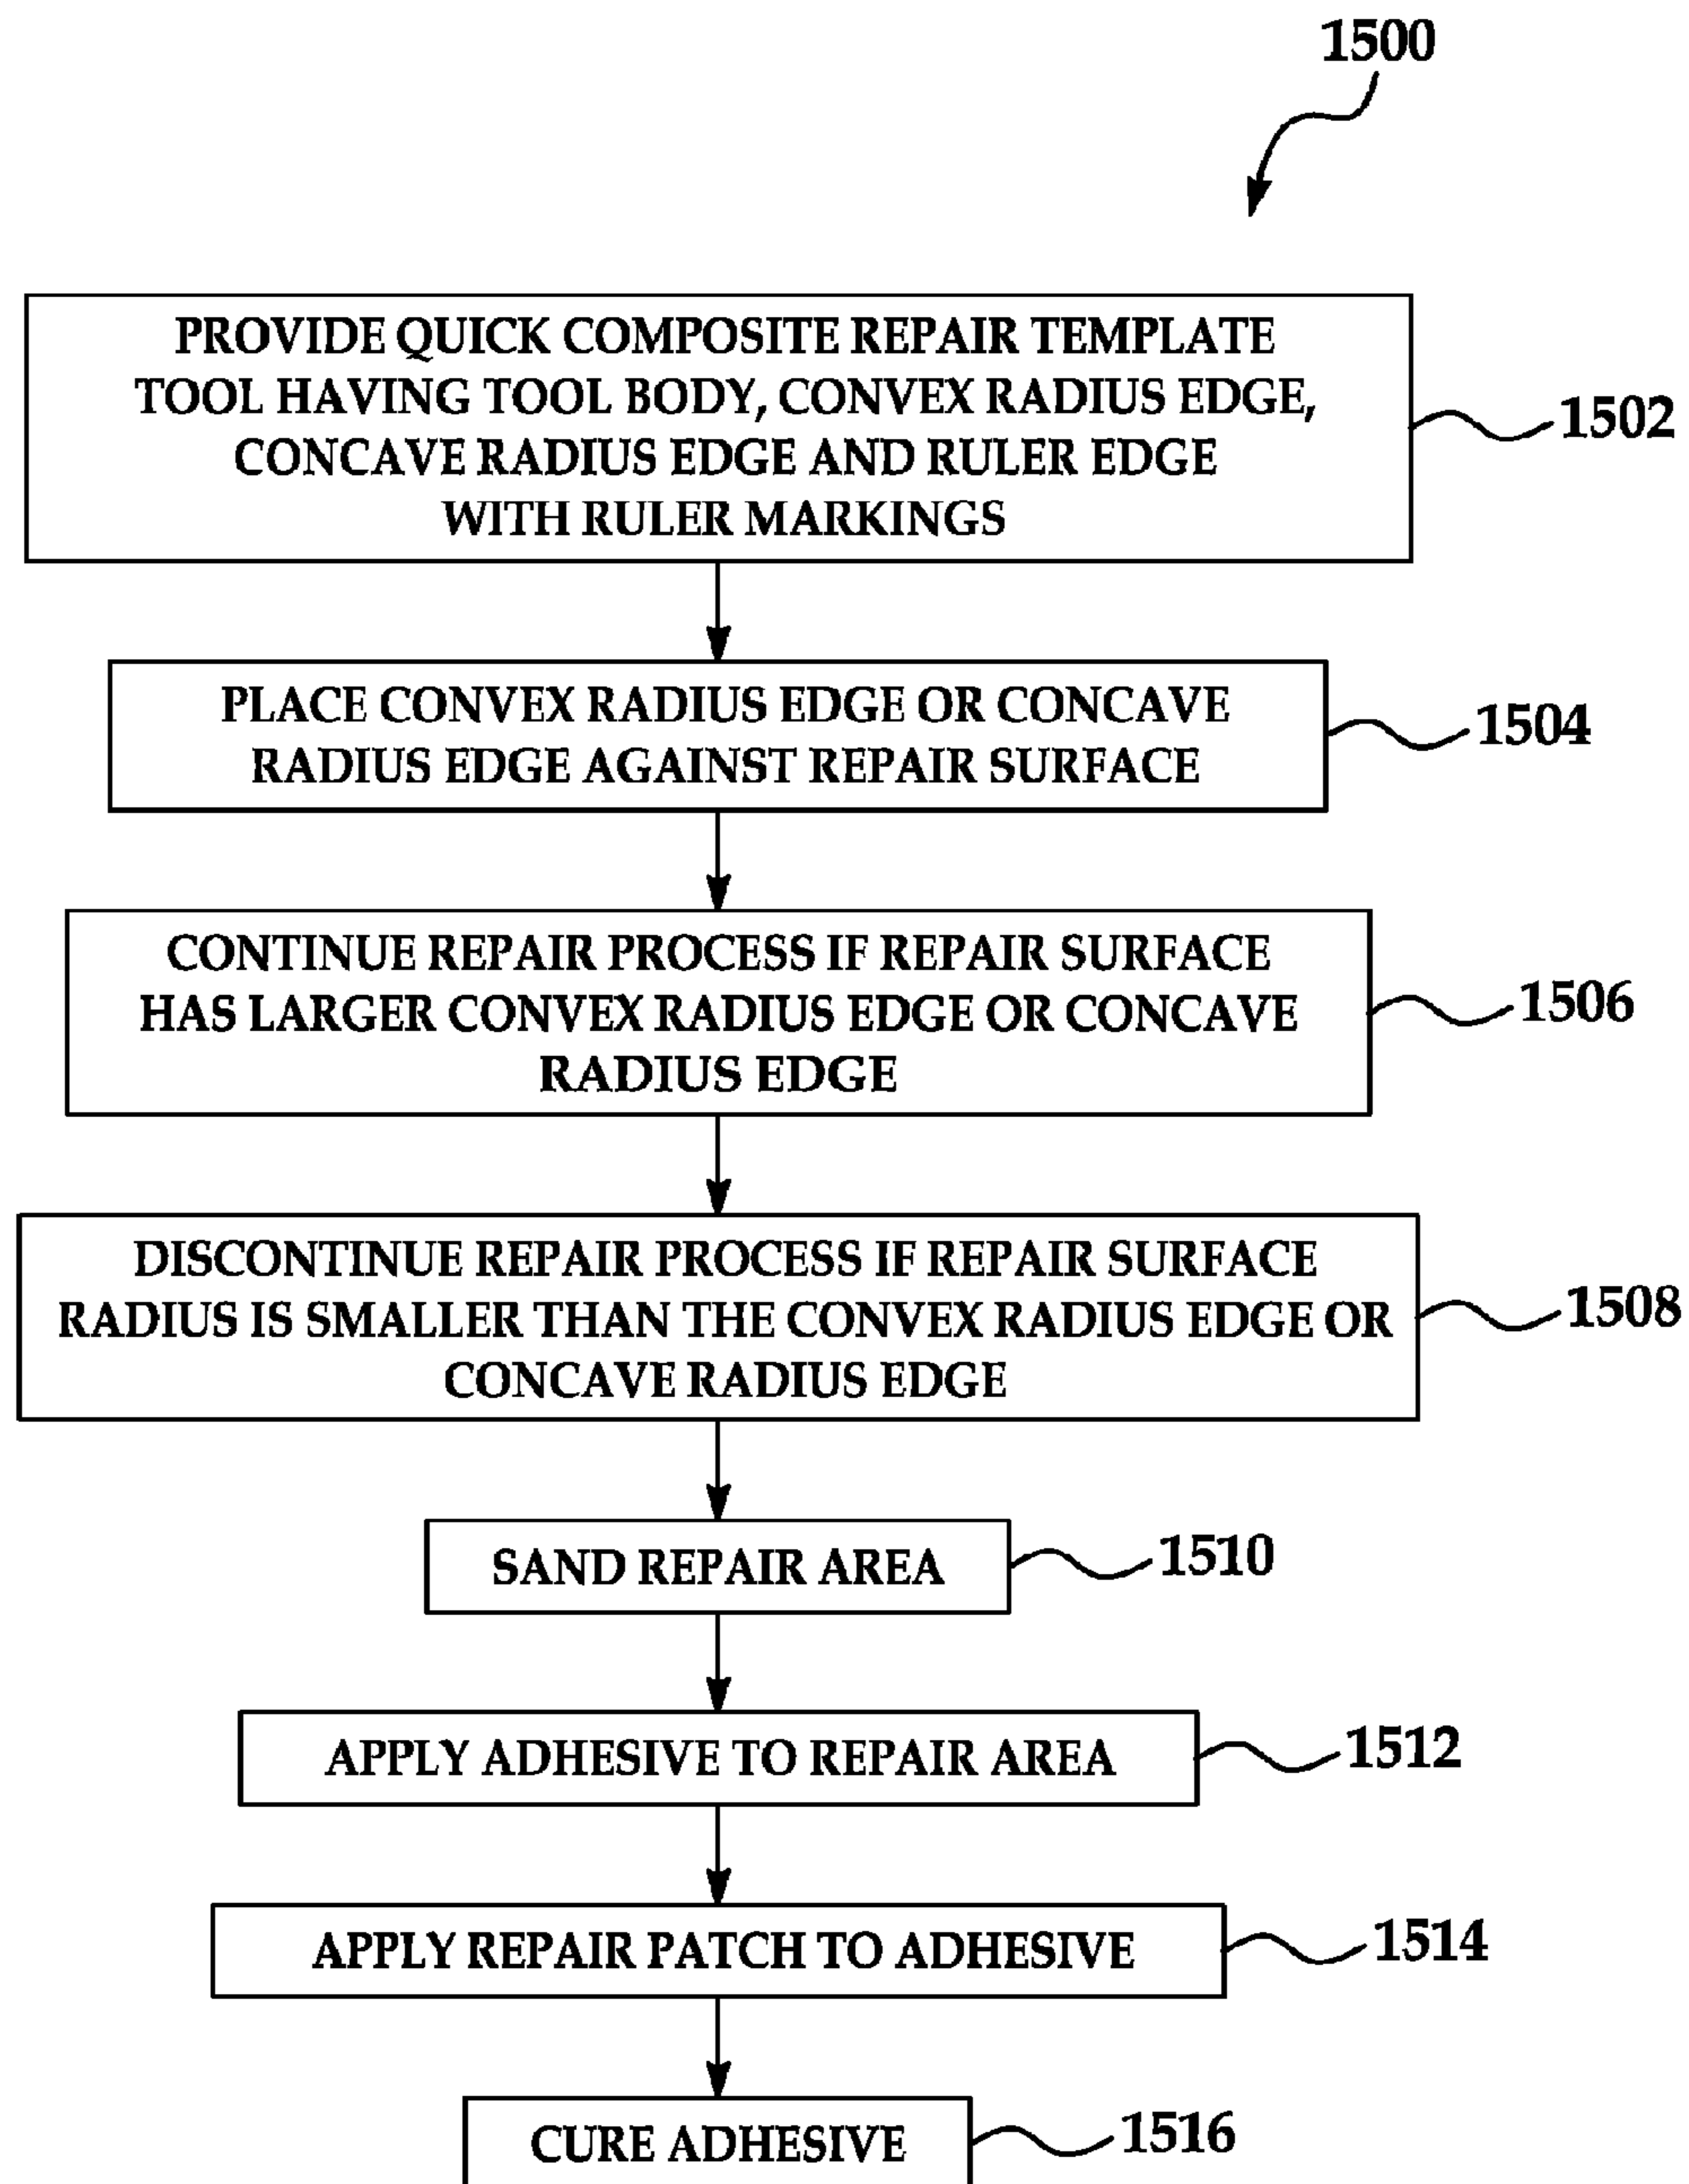 1500
PROVIDE QUICK COMPOSITE REPAIR TEMPLATE
TOOL HAVING TOOL BODY, CONVEX RADIUS EDGE,
CONCAVE RADIUS EDGE AND RULER EDGE
WITH RULER MARKINGS
1502
PLACE CONVEX RADIUS EDGE OR CONCAVE
RADIUS EDGE AGAINST REPAIR SURFACE
1504
CONTINUE REPAIR PROCESS IF REPAIR SURFACE
HAS LARGER CONVEX RADIUS EDGE OR CONCAVE
RADIUS EDGE
1506
DISCONTINUE REPAIR PROCESS IF REPAIR SURFACE
RADIUS IS SMALLER THAN THE CONVEX RADIUS EDGE OR
CONCAVE RADIUS EDGE
1508
SAND REPAIR AREA
1510
APPLY ADHESIVE TO REPAIR AREA
1512
APPLY REPAIR PATCH TO ADHESIVE
1514
CURE ADHESIVE
1516